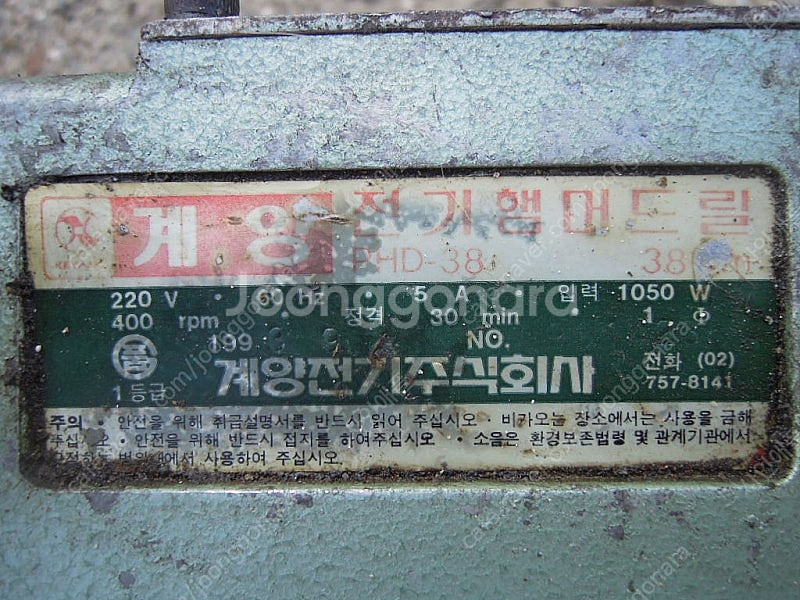 계양 전기햄머드릴
PHD-38 38
220 V · 60 Hz · 5 A · 입력 1050 W
400 rpm 정격 30 min 1 Φ
199 NO.
품
1등급 계양전기주식회사 전화 (02)
757-8141
주의 · 안전을 위해 취급설명서를 반드시 읽어 주십시오 · 비가오는 장소에서는 사용을 금해
주십시오 · 안전을 위해 반드시 접지를 하여주십시오 · 소음은 환경보존법령 및 관계기관에서
범위내에서 사용하여 주십시오.
Joonggonara